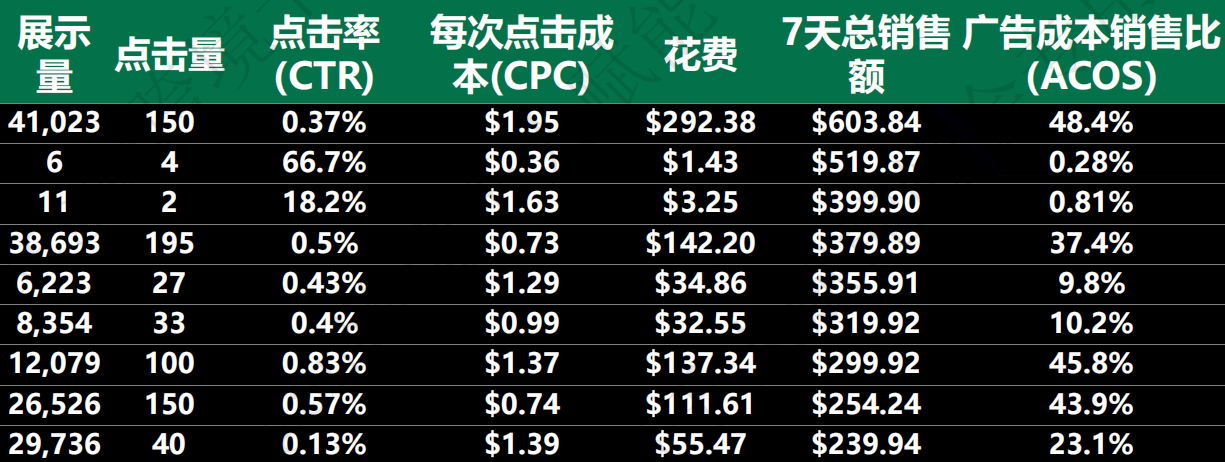 展示量 点击量 点击率(CTR) 每次点击成本(CPC) 花费 7天总销售额 广告成本销售比(ACOS)
41,023 150 0.37% $1.95 $292.38 $603.84 48.4%
6 4 66.7% $0.36 $1.43 $519.87 0.28%
11 2 18.2% $1.63 $3.25 $399.90 0.81%
38,693 195 0.5% $0.73 $142.20 $379.89 37.4%
6,223 27 0.43% $1.29 $34.86 $355.91 9.8%
8,354 33 0.4% $0.99 $32.55 $319.92 10.2%
12,079 100 0.83% $1.37 $137.34 $299.92 45.8%
26,526 150 0.57% $0.74 $111.61 $254.24 43.9%
29,736 40 0.13% $1.39 $55.47 $239.94 23.1%